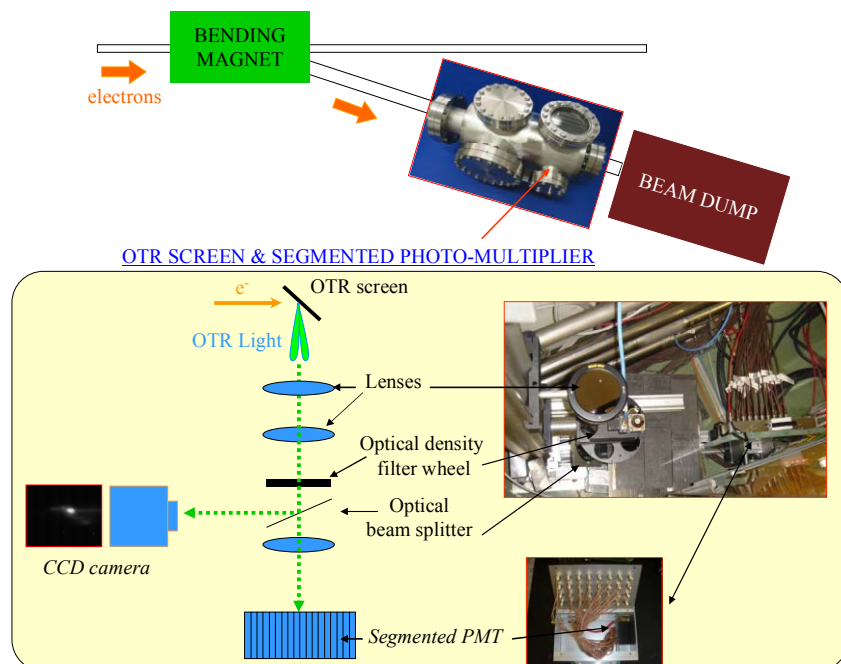 BENDING
MAGNET
electrons
BEAM DUMP
OTR SCREEN & SEGMENTED PHOTO-MULTIPLIER
e-
OTR screen
OTR Light
Lenses
Optical density
filter wheel
Optical
beam splitter
CCD camera
Segmented PMT